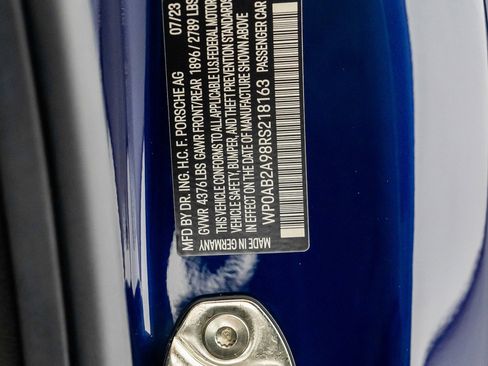 MFD BY DR. ING. H.C. F. PORSCHE AG 07/23
GVWR 4376 LBS GAWR FRONT/REAR 1896 / 2789 LBS
THIS VEHICLE CONFORMS TO ALL APPLICABLE U.S. FEDERAL MOTOR
VEHICLE SAFETY, BUMPER, AND THEFT PREVENTION STANDARDS
IN EFFECT ON THE DATE OF MANUFACTURE SHOWN ABOVE
WP0AB2A98RS218163 PASSENGER CAR
MADE IN GERMANY